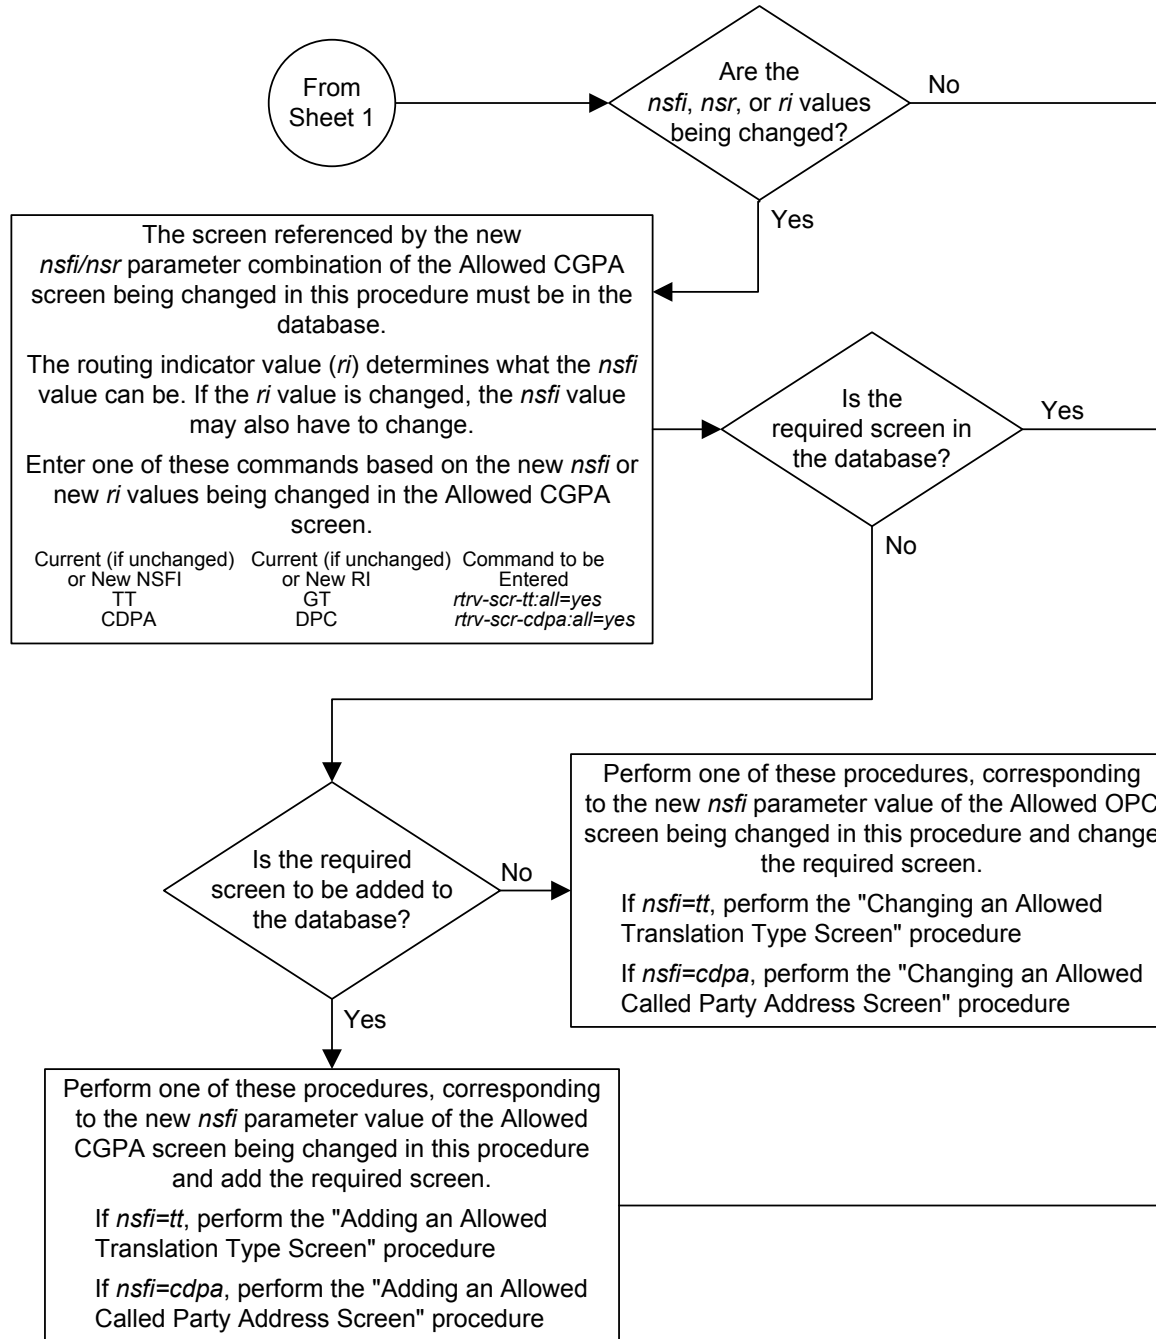 From
Sheet 1
Are the
nsfi, nsr, or ri values
being changed?
No
Yes
The screen referenced by the new
nsfi/nsr parameter combination of the Allowed CGPA
screen being changed in this procedure must be in the
database.
The routing indicator value (ri) determines what the nsfi
value can be. If the ri value is changed, the nsfi value
may also have to change.
Enter one of these commands based on the new nsfi or
new ri values being changed in the Allowed CGPA
screen.
Current (if unchanged) Current (if unchanged) Command to be
or New NSFI or New RI Entered
TT GT rtrv-scr-tt:all=yes
CDPA DPC rtrv-scr-cdpa:all=yes
Is the
required screen in
the database?
Yes
No
Is the required
screen to be added to
the database?
No
Yes
Perform one of these procedures, corresponding
to the new nsfi parameter value of the Allowed OPC
screen being changed in this procedure and change
the required screen.
If nsfi=tt, perform the "Changing an Allowed
Translation Type Screen" procedure
If nsfi=cdpa, perform the "Changing an Allowed
Called Party Address Screen" procedure
Perform one of these procedures, corresponding
to the new nsfi parameter value of the Allowed
CGPA screen being changed in this procedure
and add the required screen.
If nsfi=tt, perform the "Adding an Allowed
Translation Type Screen" procedure
If nsfi=cdpa, perform the "Adding an Allowed
Called Party Address Screen" procedure